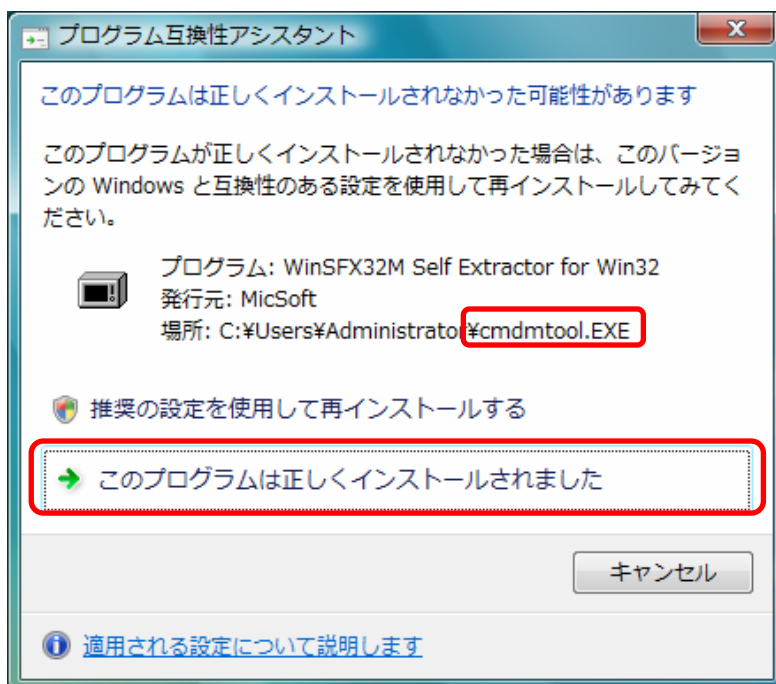 プログラム互換性アシスタント
このプログラムは正しくインストールされなかった可能性があります
このプログラムが正しくインストールされなかった場合は、このバージョ
ンの Windows と互換性のある設定を使用して再インストールしてみてく
ださい。
プログラム: WinSFX32M Self Extractor for Win32
発行元: MicSoft
場所: C:¥Users¥Administrator¥cmdmtool.EXE
推奨の設定を使用して再インストールする
このプログラムは正しくインストールされました
キャンセル
適用される設定について説明します